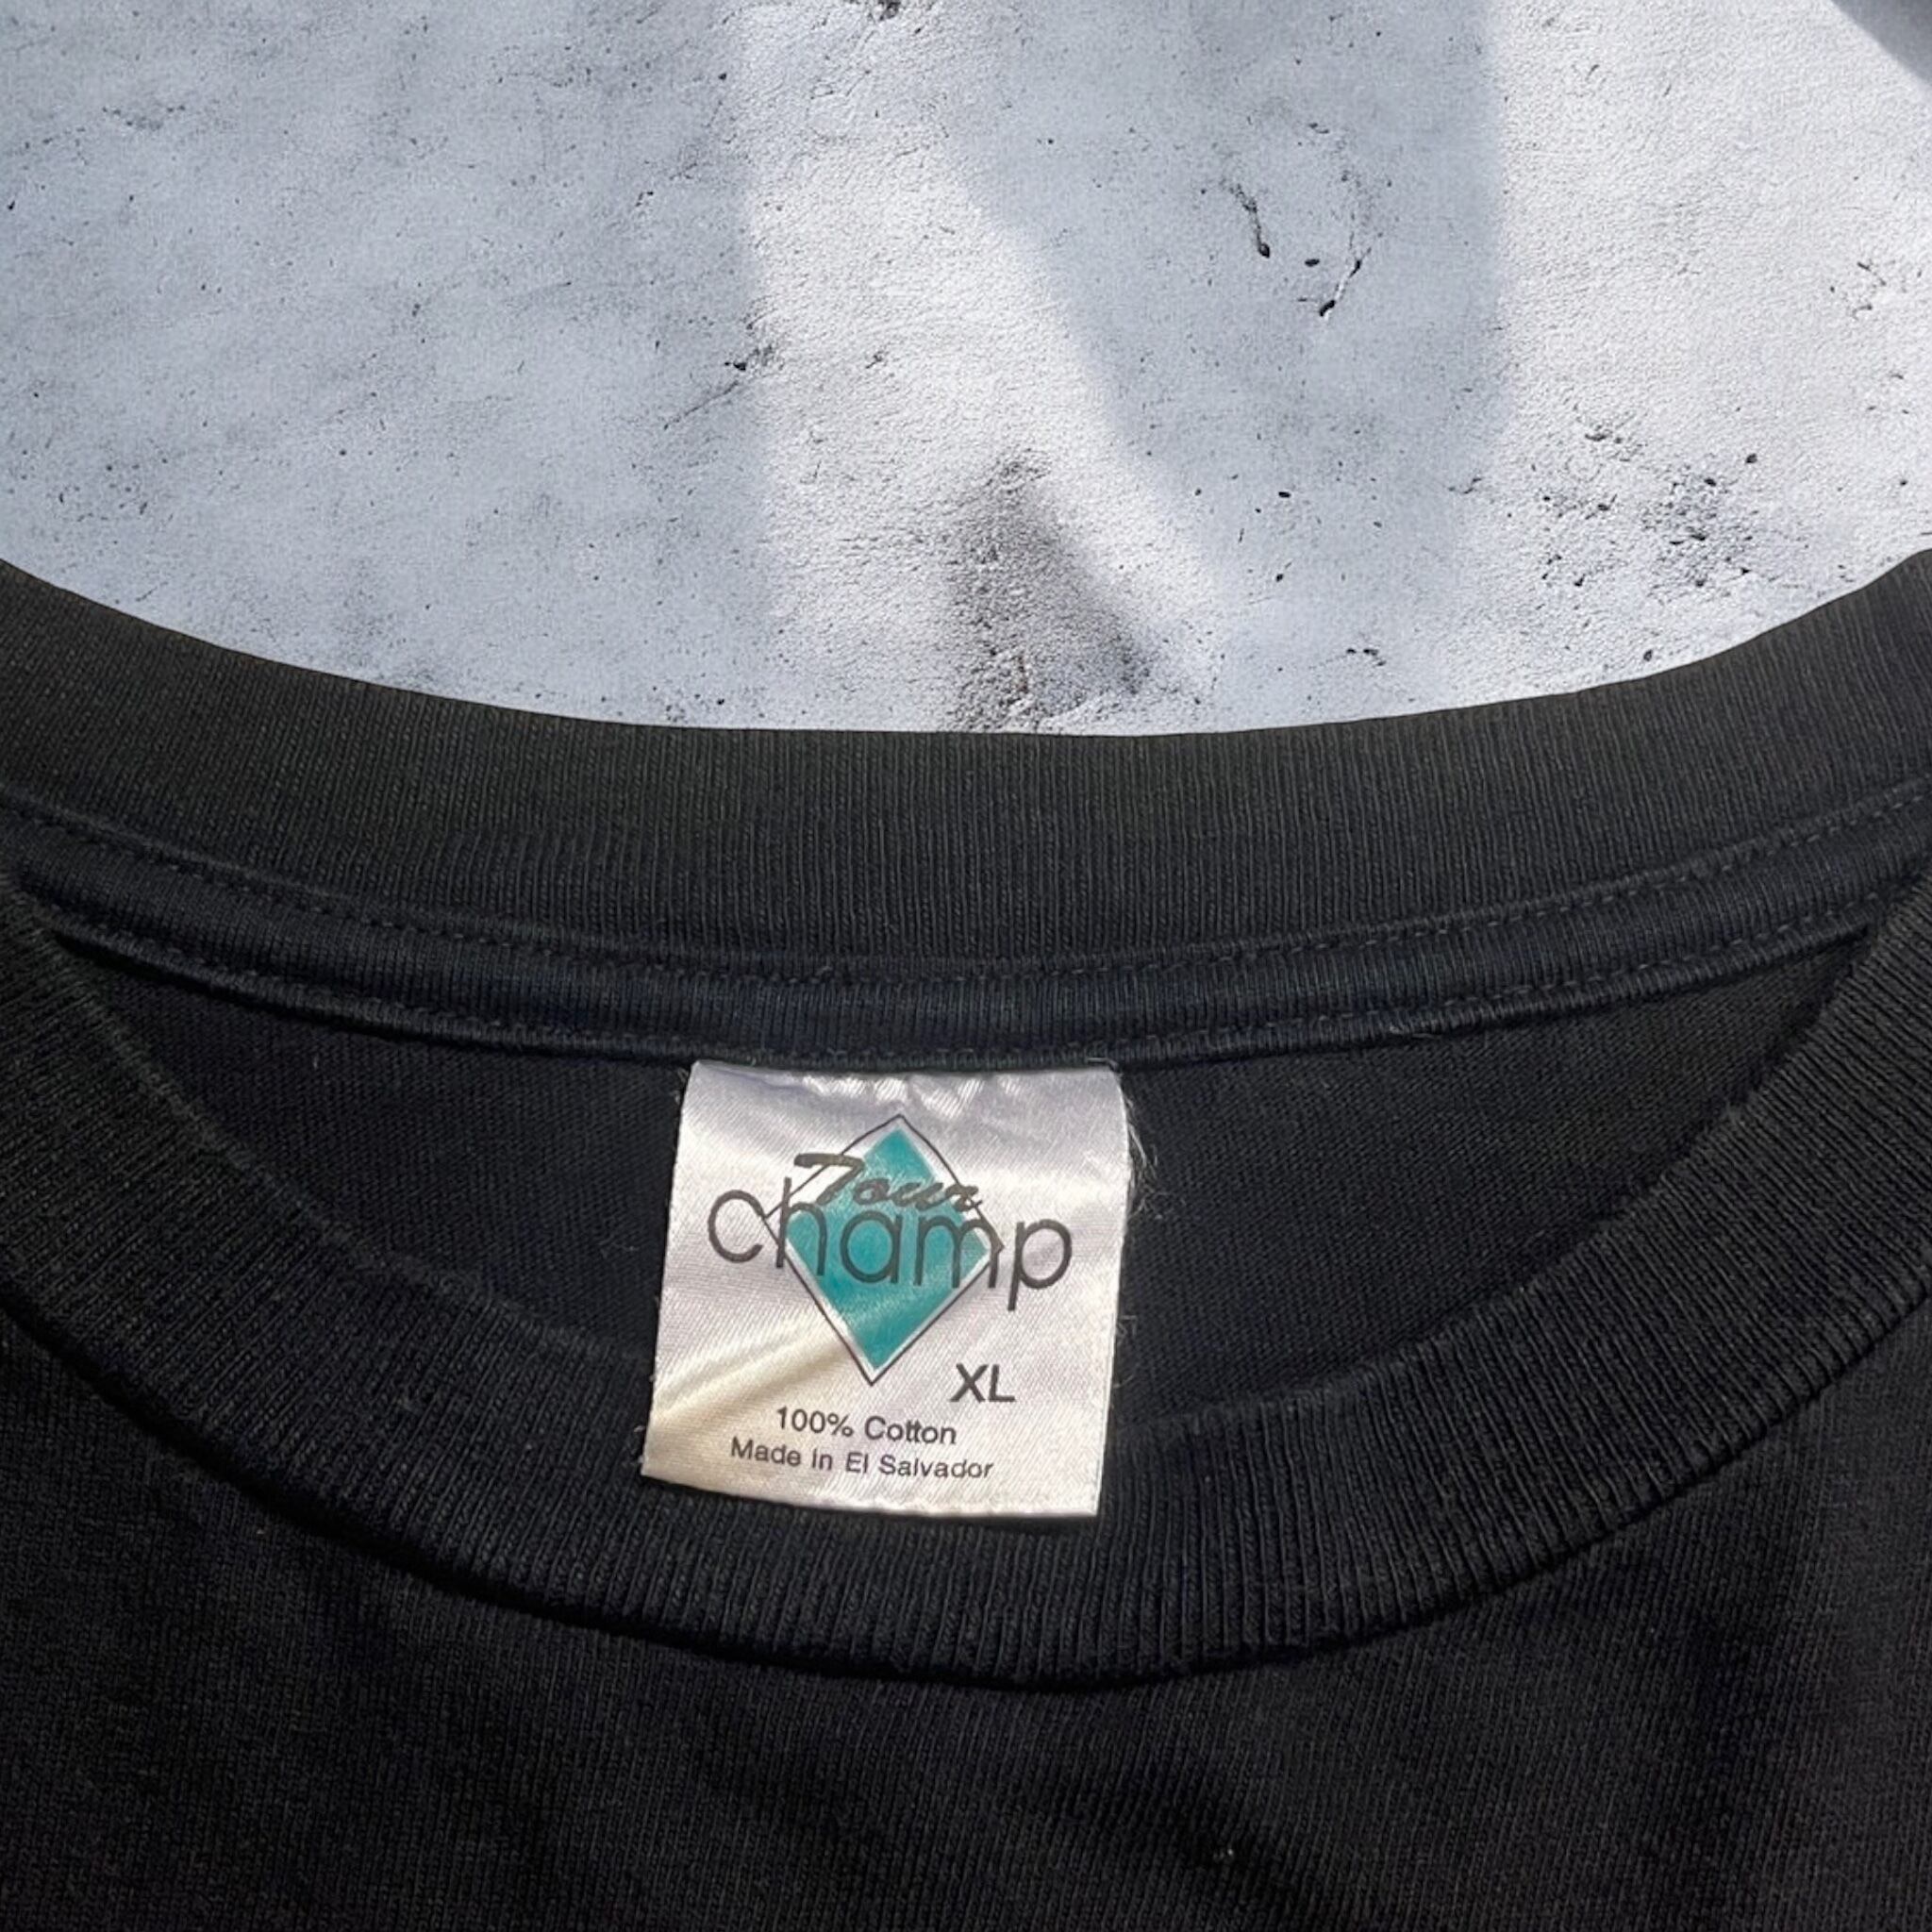 Tour
champ
XL
100% Cotton
Made in El Salvador